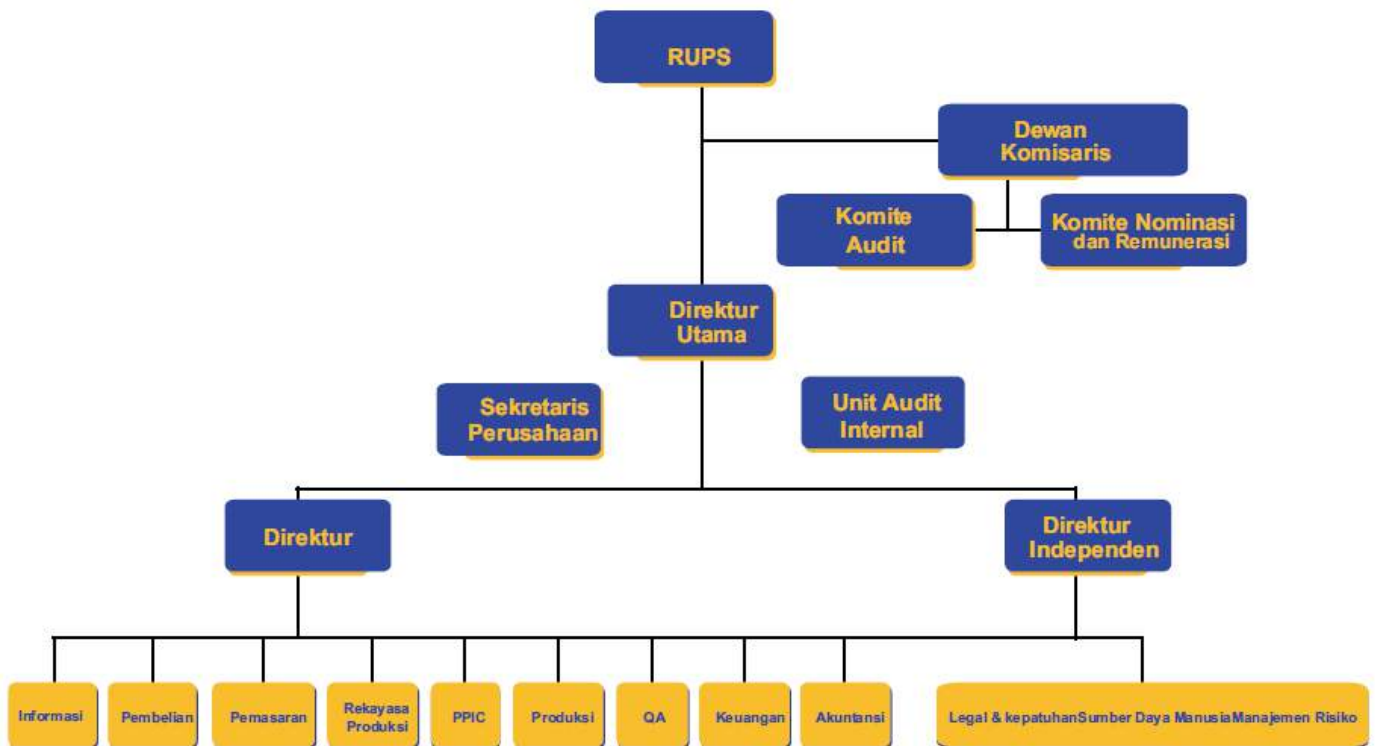 RUPS
Dewan
Komisaris
Komite
Audit
Komite Nominasi
dan Remunerasi
Direktur
Utama
Sekretaris
Perusahaan
Unit Audit
Internal
Direktur
Direktur
Independen
Informasi
Pembelian
Pemasaran
Rekayasa
Produksi
PPIC
Produksi
QA
Keuangan
Akuntansi
Legal & kepatuhanSumber Daya ManusiaManajemen Risiko